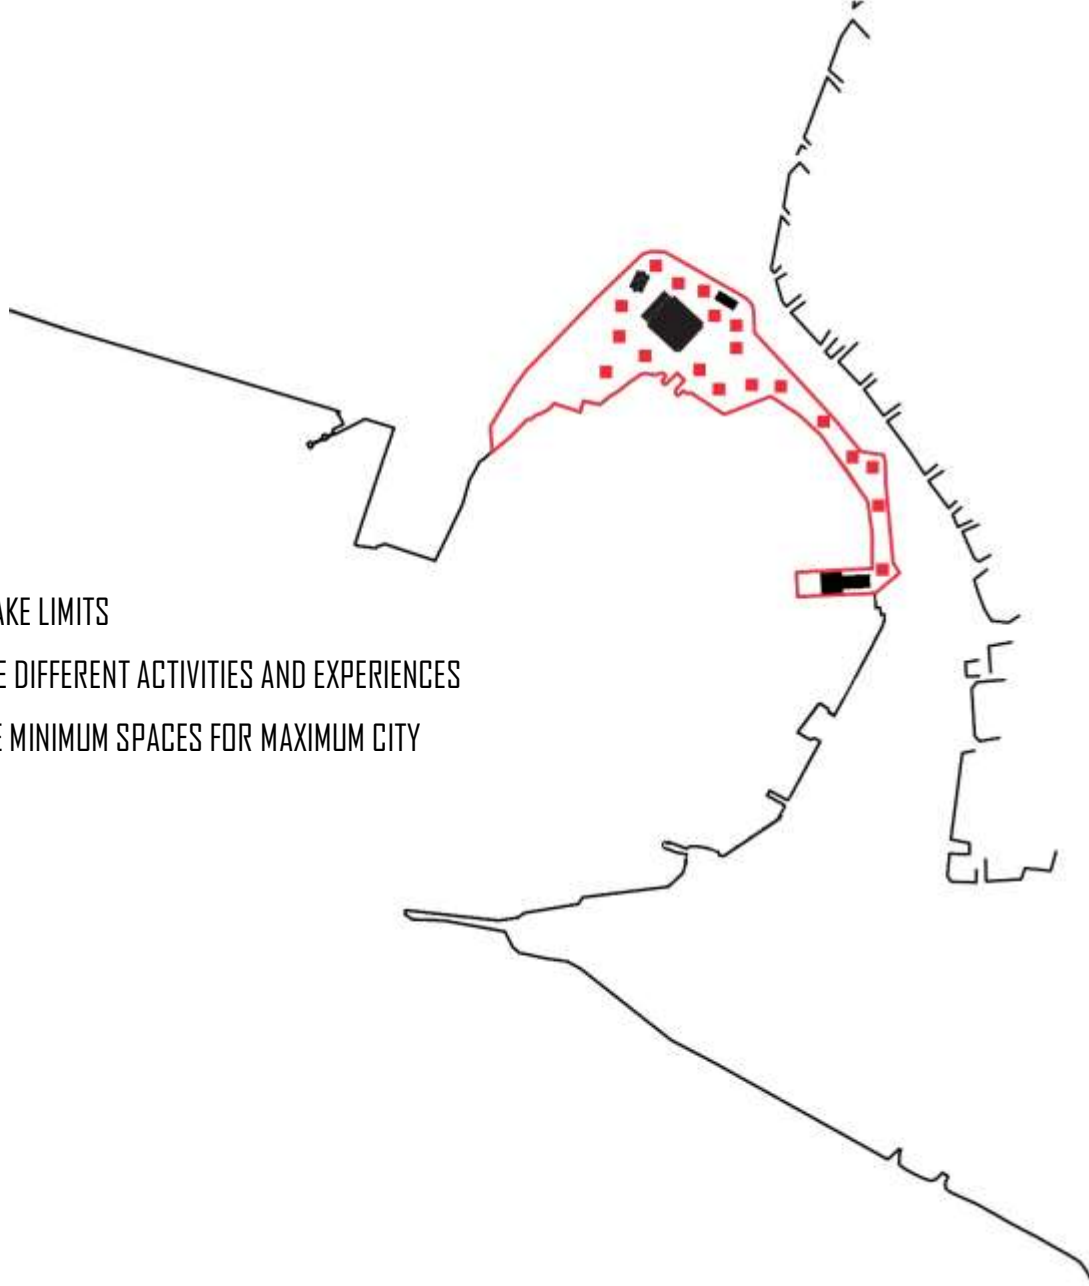 AKE LIMITS
E DIFFERENT ACTIVITIES AND EXPERIENCES
E MINIMUM SPACES FOR MAXIMUM CITY